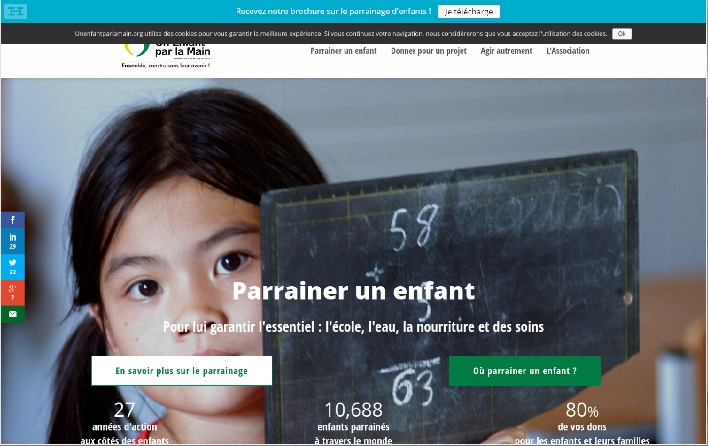 Recevez notre brochure sur le parrainage d'enfants ! Je télécharge
Unenfantparlamain.org utilise des cookies pour vous garantir la meilleure expérience. Si vous continuez votre navigation, nous considérerons que vous acceptez l'utilisation des cookies. Ok
Un Enfant
par la Main
Ensemble, construisons leur avenir !
Parrainer un enfant Donner pour un projet Agir autrement L'Association
29
22
7
58
+
5
63
Parrainer un enfant
Pour lui garantir l'essentiel : l'école, l'eau, la nourriture et des soins
En savoir plus sur le parrainage
Où parrainer un enfant ?
27
années d'action
aux côtés des enfants
10,688
enfants parrainés
à travers le monde
80%
de vos dons
pour les enfants et leurs familles